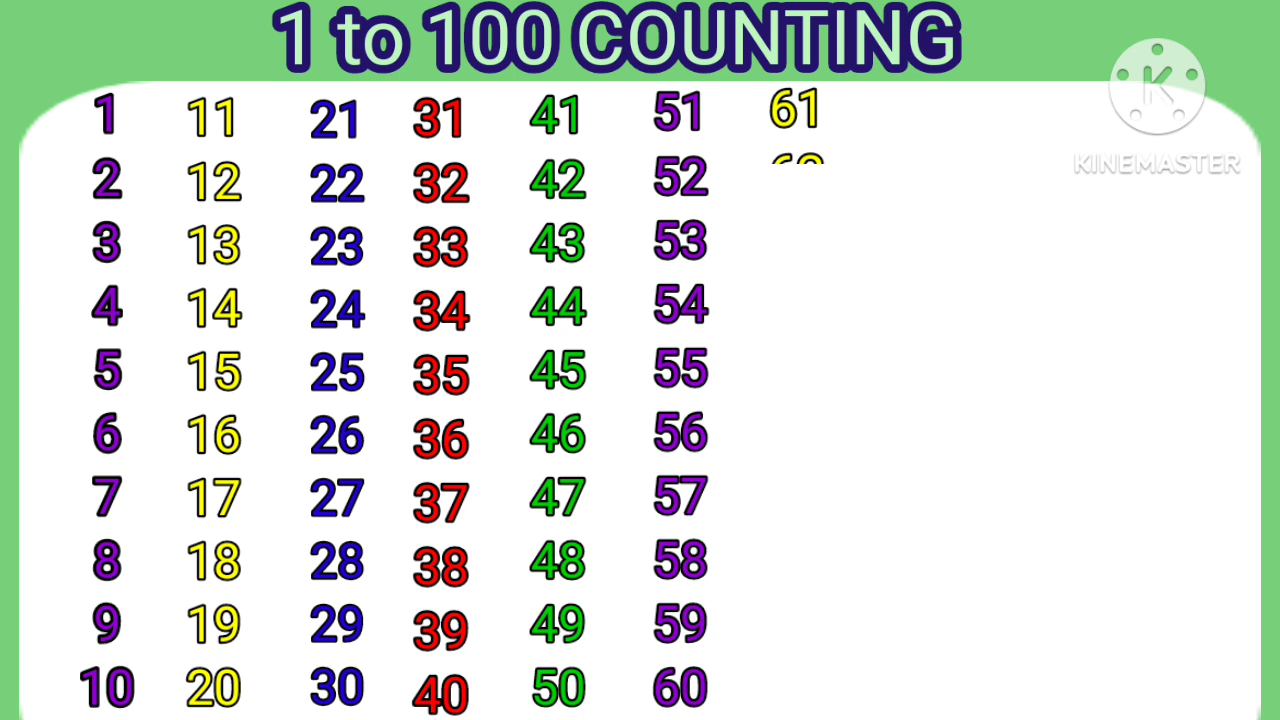 1 to 100 COUNTING
1 11 21 31 41 51 61
2 12 22 32 42 52
3 13 23 33 43 53
4 14 24 34 44 54
5 15 25 35 45 55
6 16 26 36 46 56
7 17 27 37 47 57
8 18 28 38 48 58
9 19 29 39 49 59
10 20 30 40 50 60
K
KINEMASTER